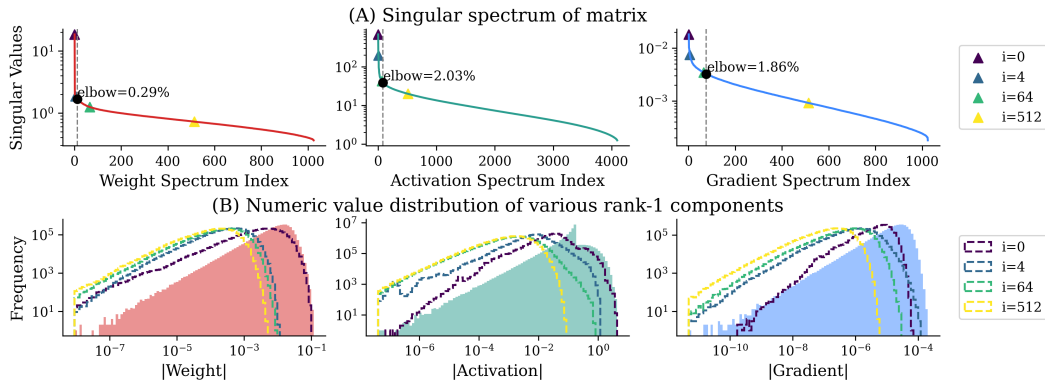 (A) Singular spectrum of matrix
Singular Values
10¹
10⁰
elbow=0.29%
0 200 400 600 800 1000
Weight Spectrum Index
10²
10¹
10⁰
elbow=2.03%
0 1000 2000 3000 4000
Activation Spectrum Index
10⁻²
10⁻³
elbow=1.86%
0 200 400 600 800 1000
Gradient Spectrum Index
i=0
i=4
i=64
i=512
(B) Numeric value distribution of various rank-1 components
Frequency
10⁵
10³
10¹
10⁻⁷ 10⁻⁵ 10⁻³ 10⁻¹
|Weight|
10⁷
10⁵
10³
10¹
10⁻⁶ 10⁻⁴ 10⁻² 10⁰
|Activation|
10⁵
10³
10¹
10⁻¹⁰ 10⁻⁸ 10⁻⁶ 10⁻⁴
|Gradient|
i=0
i=4
i=64
i=512